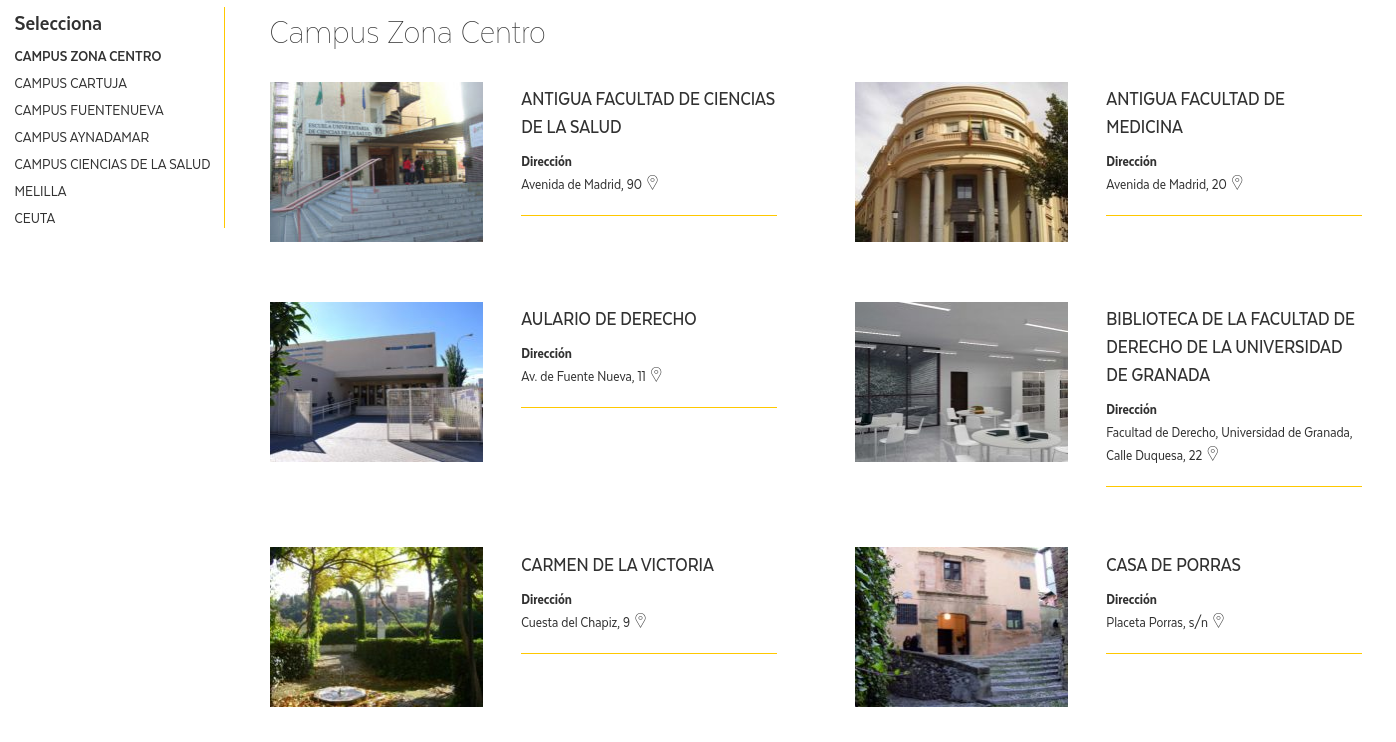 Selecciona
CAMPUS ZONA CENTRO
CAMPUS CARTUJA
CAMPUS FUENTENUEVA
CAMPUS AYNADAMAR
CAMPUS CIENCIAS DE LA SALUD
MELILLA
CEUTA
Campus Zona Centro
ESCUELA UNIVERSITARIA
DE CIENCIAS DE LA SALUD
ANTIGUA FACULTAD DE CIENCIAS
DE LA SALUD
Dirección
Avenida de Madrid, 90
ANTIGUA FACULTAD DE
MEDICINA
Dirección
Avenida de Madrid, 20
AULARIO DE DERECHO
Dirección
Av. de Fuente Nueva, 11
BIBLIOTECA DE LA FACULTAD DE
DERECHO DE LA UNIVERSIDAD
DE GRANADA
Dirección
Facultad de Derecho, Universidad de Granada,
Calle Duquesa, 22
CARMEN DE LA VICTORIA
Dirección
Cuesta del Chapiz, 9
CASA DE PORRAS
Dirección
Placeta Porras, s/n